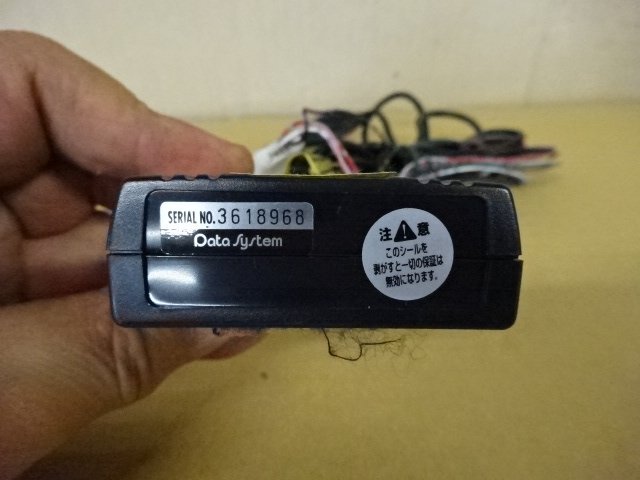 SERIAL NO. 3618968
Data System
注 意
このシールを
剥がすと一切の保証は
無効になります。